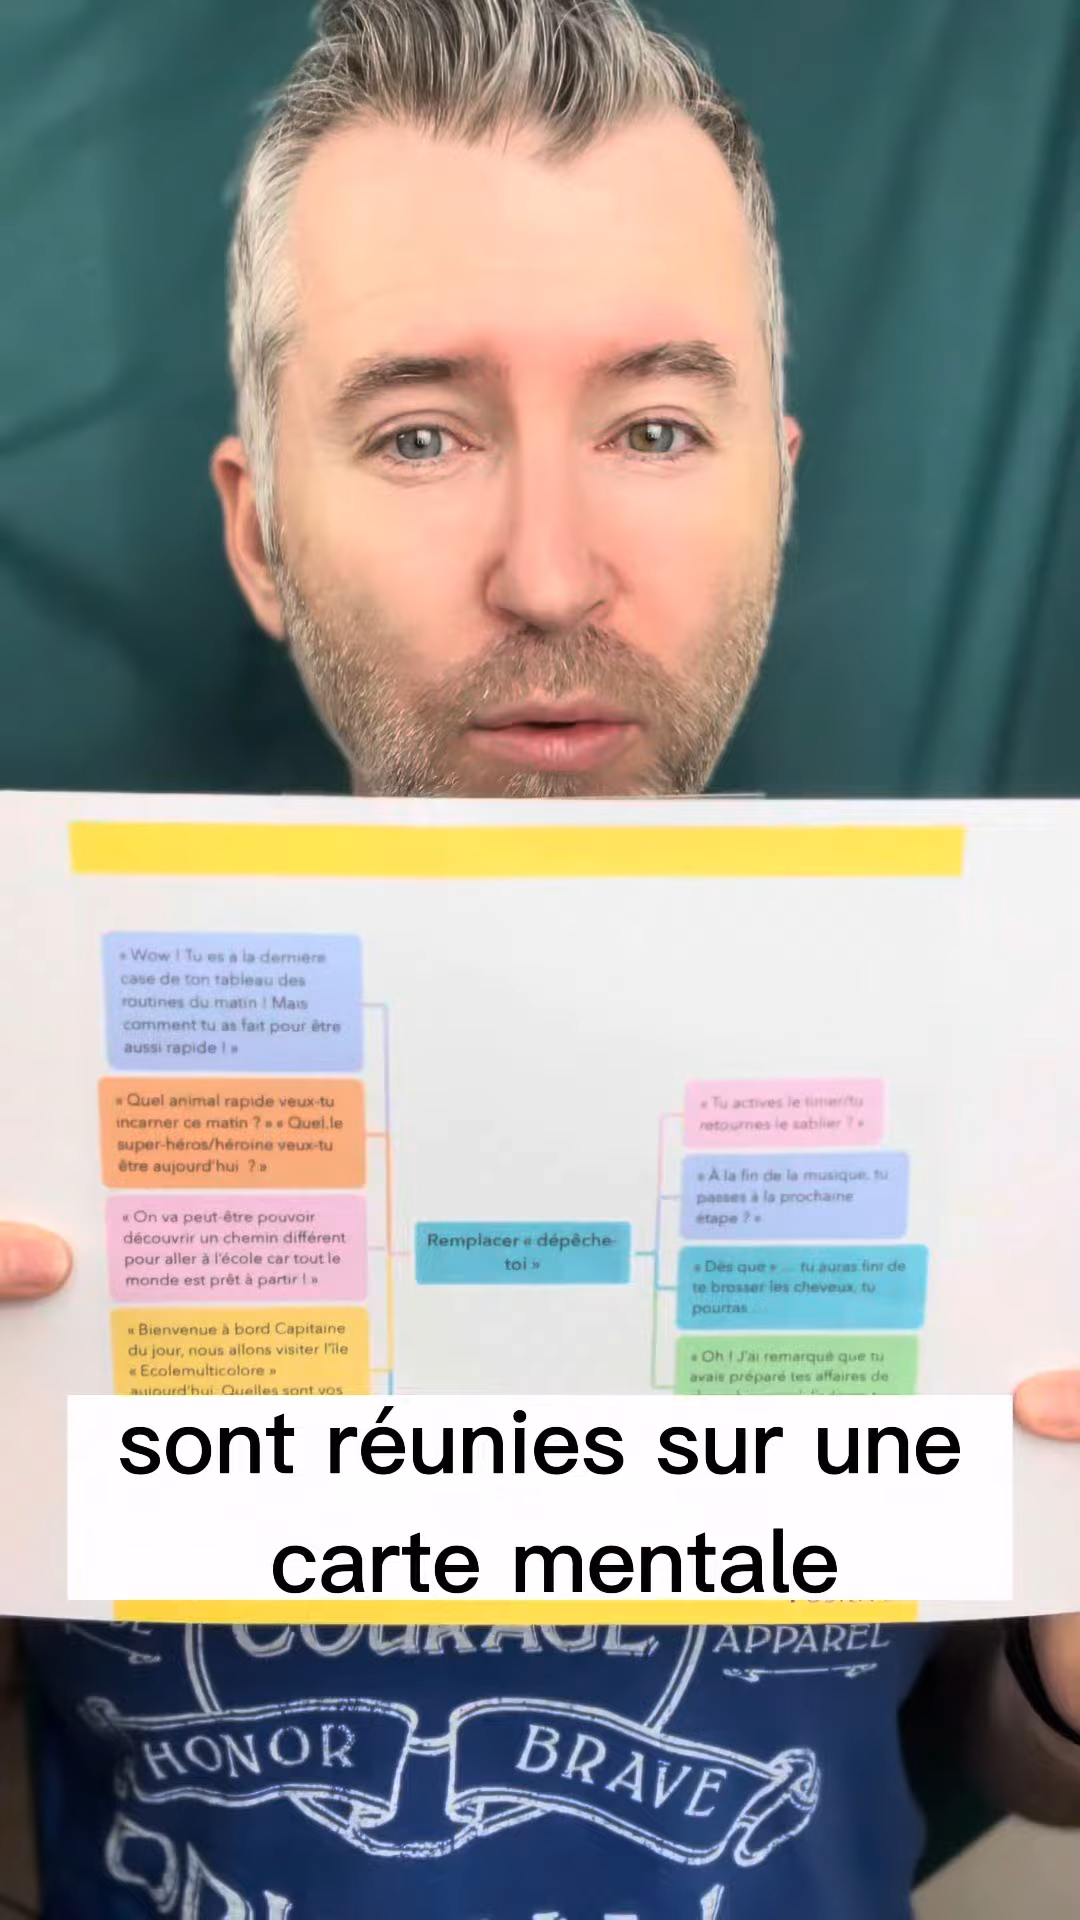 « Wow ! Tu es à la dernière
case de ton tableau des
routines du matin ! Mais
comment tu as fait pour être
aussi rapide ! »
« Quel animal rapide veux-tu
incarner ce matin ? » « Quel.le
super-héros/héroïne veux-tu
être aujourd'hui ? »
« On va peut-être pouvoir
découvrir un chemin différent
pour aller à l'école car tout le
monde est prêt à partir ! »
« Bienvenue à bord Capitaine
du jour, nous allons visiter l'île
« Ecolemulticolore »
aujourd'hui. Quelles sont vos
Remplacer « dépêche-
toi »
« Tu actives le timer/tu
retournes le sablier ? »
« À la fin de la musique, tu
passes à la prochaine
étape ? »
« Dès que » ... tu auras fini de
te brosser les cheveux, tu
pourras ...
« Oh ! J'ai remarqué que tu
avais préparé tes affaires de
sont réunies sur une
carte mentale
COURAGE
APPAREL
HONOR
BRAVE